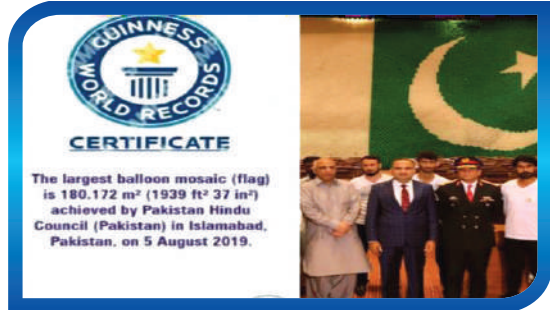 GUINNESS
WORLD RECORDS
CERTIFICATE
The largest balloon mosaic (flag)
is 180.172 m² (1939 ft² 37 in²)
achieved by Pakistan Hindu
Council (Pakistan) in Islamabad,
Pakistan, on 5 August 2019.